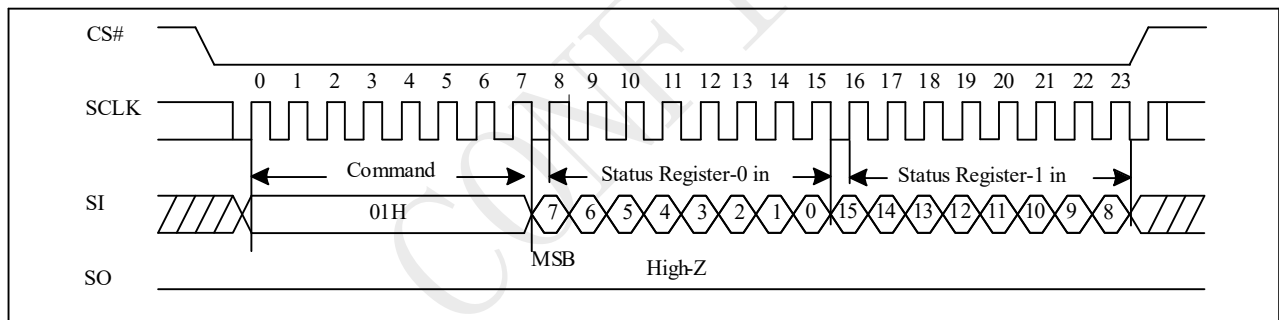 CS#
0 1 2 3 4 5 6 7 8 9 10 11 12 13 14 15 16 17 18 19 20 21 22 23
SCLK
Command Status Register-0 in Status Register-1 in
SI 01H 7 6 5 4 3 2 1 0 15 14 13 12 11 10 9 8
MSB High-Z
SO